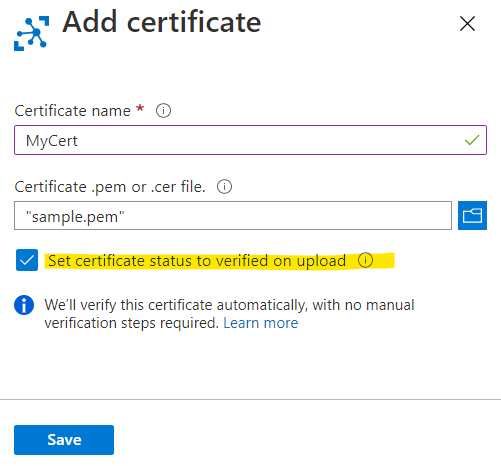 Add certificate
Certificate name *
MyCert
Certificate .pem or .cer file.
"sample.pem"
Set certificate status to verified on upload
We'll verify this certificate automatically, with no manual
verification steps required. Learn more
Save